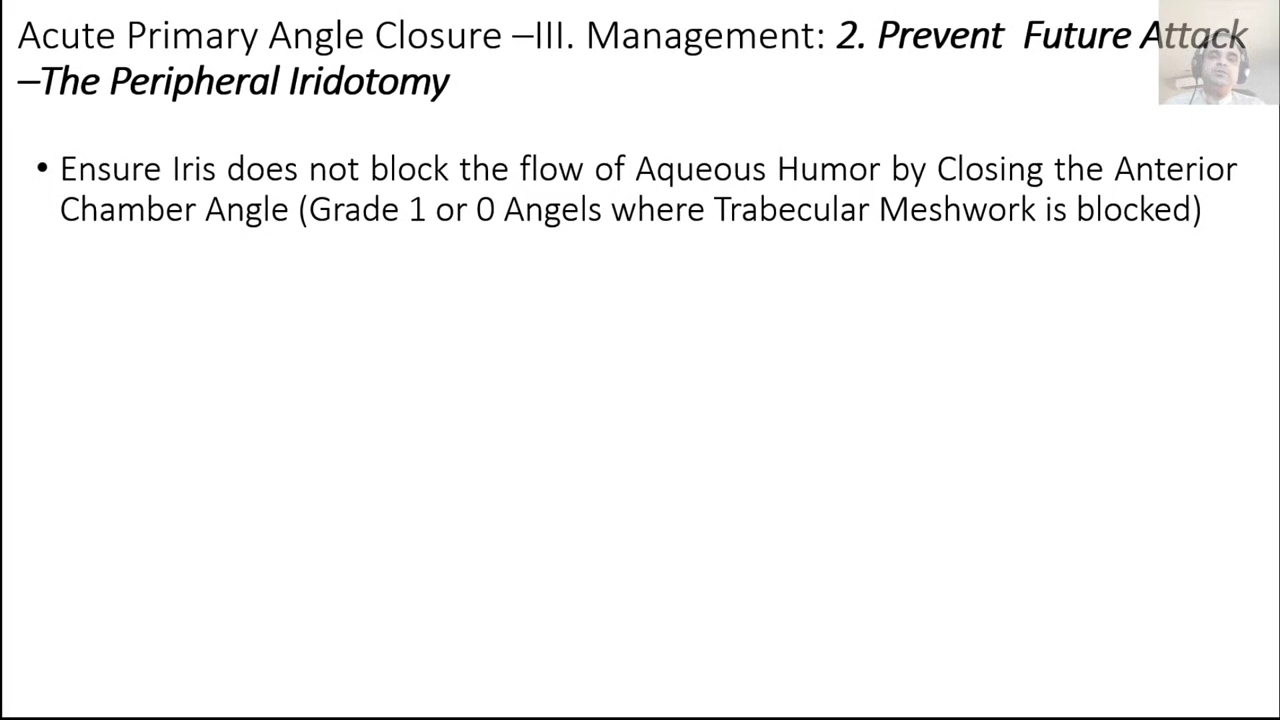 Acute Primary Angle Closure –III. Management: 2. Prevent Future Attack
–The Peripheral Iridotomy
• Ensure Iris does not block the flow of Aqueous Humor by Closing the Anterior
Chamber Angle (Grade 1 or 0 Angels where Trabecular Meshwork is blocked)